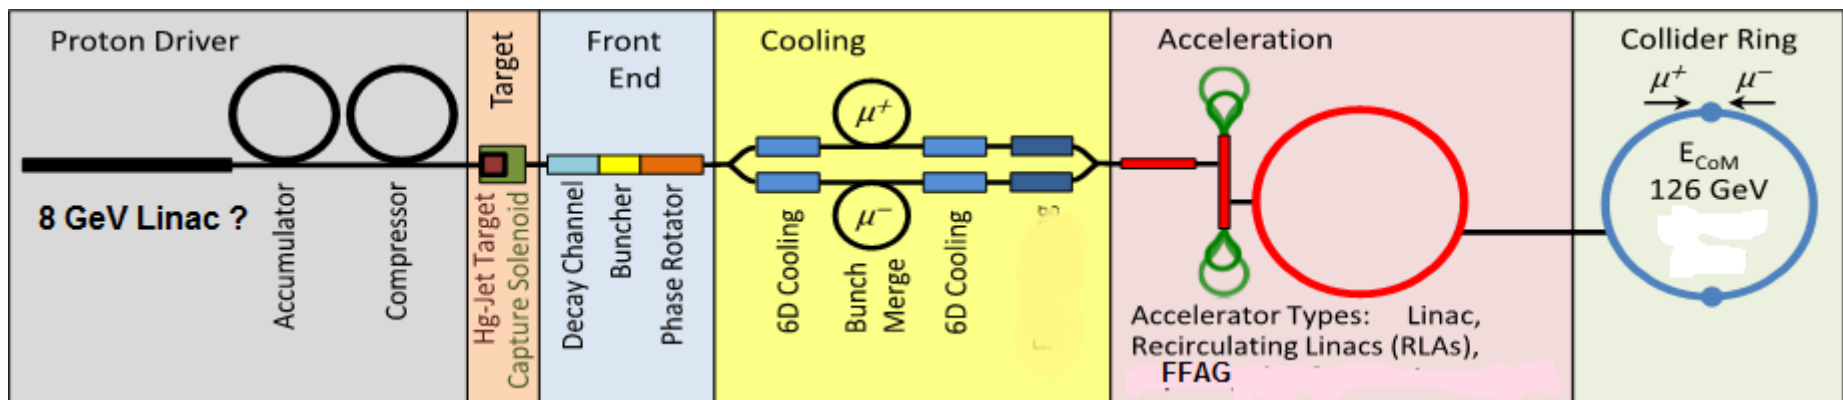 Proton Driver
8 GeV Linac ?
Accumulator
Compressor
Target
Hg-Jet Target
Capture Solenoid
Front
End
Decay Channel
Buncher
Phase Rotator
Cooling
μ+
μ−
6D Cooling
Bunch
Merge
6D Cooling
Acceleration
Accelerator Types: Linac,
Recirculating Linacs (RLAs),
FFAG
Collider Ring
μ+ μ−
ECoM
126 GeV